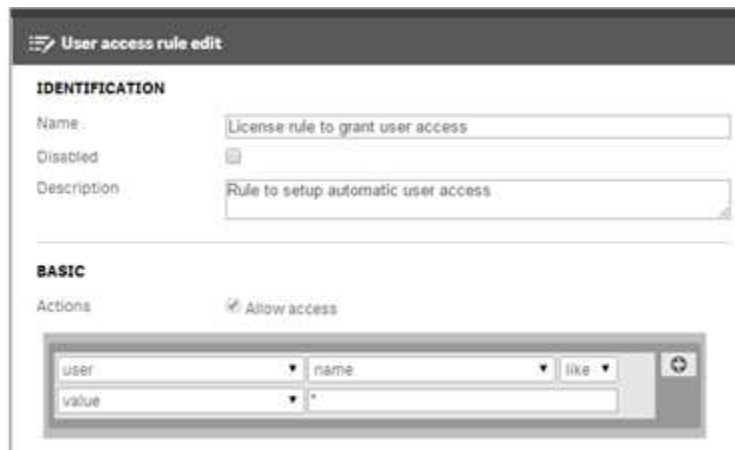 User access rule edit
IDENTIFICATION
Name License rule to grant user access
Disabled
Description Rule to setup automatic user access
BASIC
Actions Allow access
user name like
value *